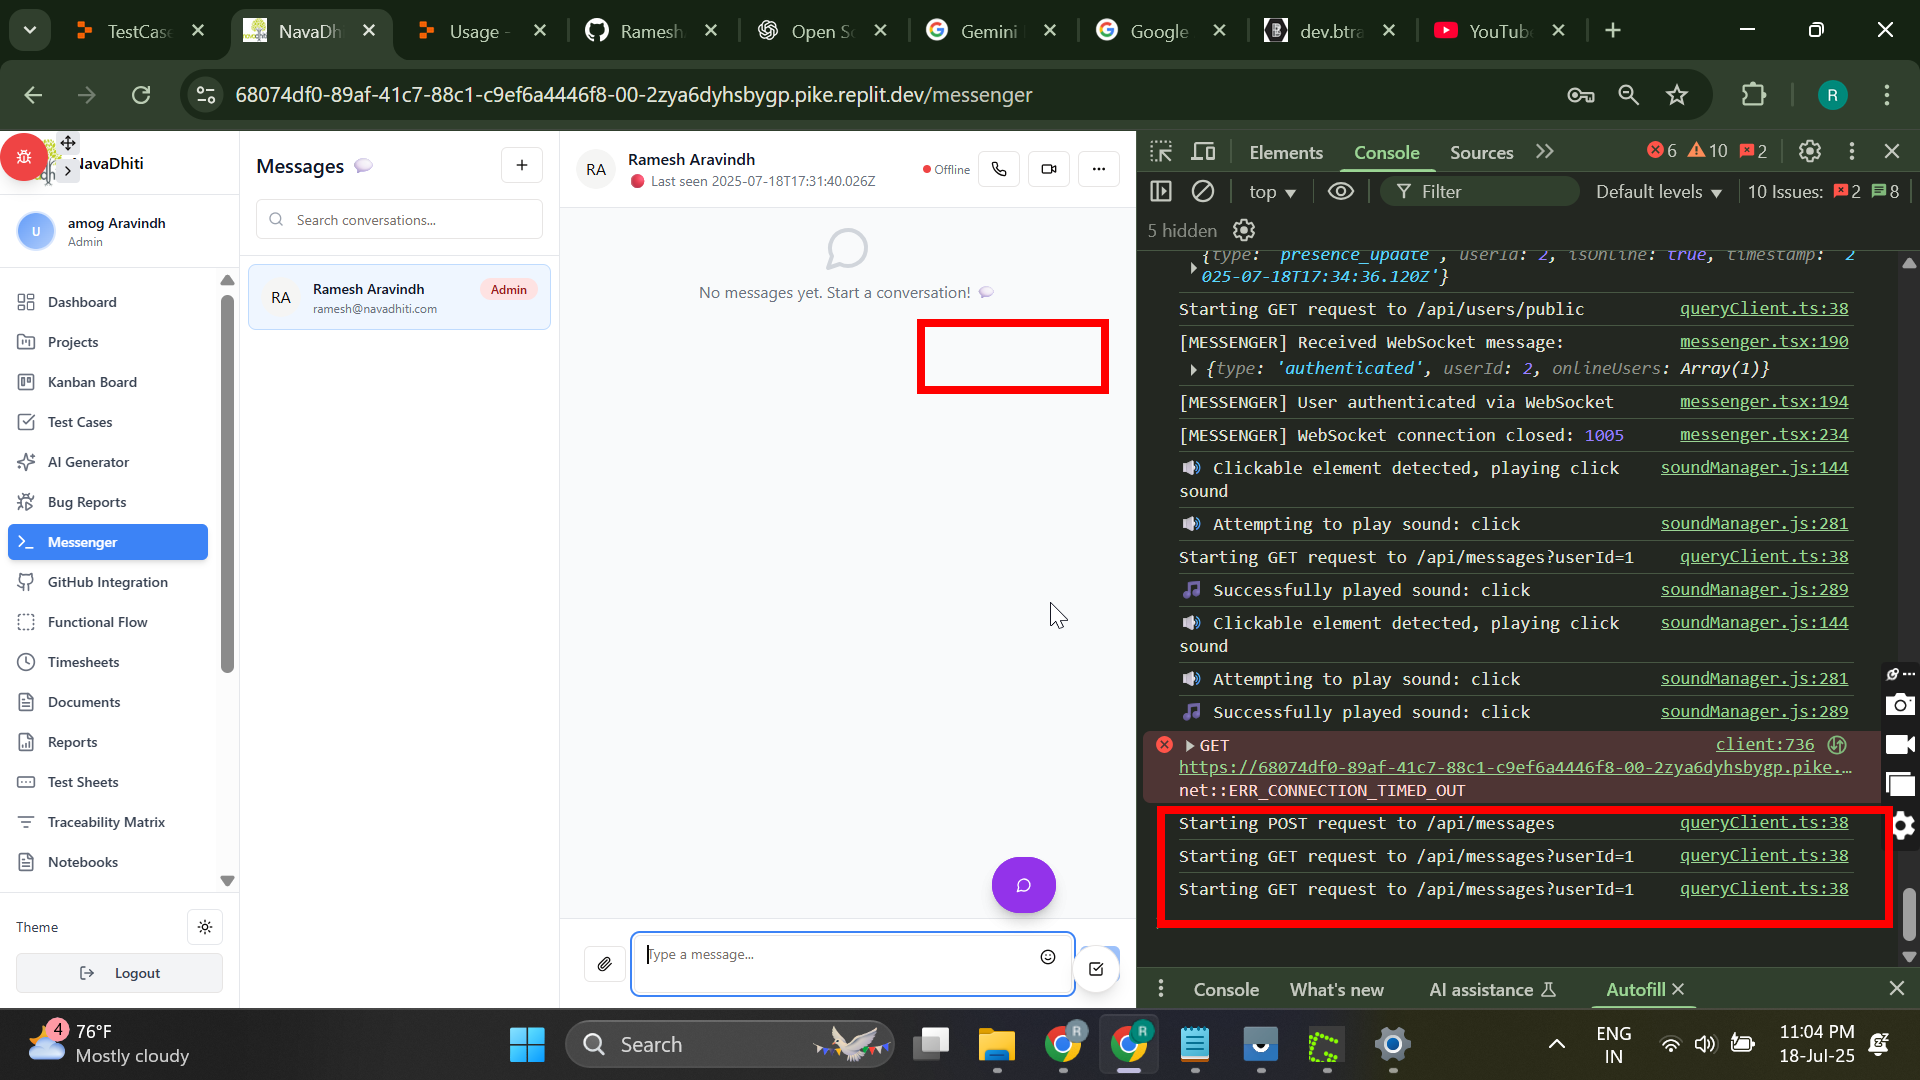 TestCas
NavaDh
Usage -
Ramesh
Open S
Gemini
Google
dev.btra
YouTub
68074df0-89af-41c7-88c1-c9ef6a4446f8-00-2zya6dyhsbygp.pike.replit.dev/messenger
R
NavaDhiti
U
amog Aravindh
Admin
Dashboard
Projects
Kanban Board
Test Cases
AI Generator
Bug Reports
Messenger
GitHub Integration
Functional Flow
Timesheets
Documents
Reports
Test Sheets
Traceability Matrix
Notebooks
Theme
Logout
Messages
Search conversations...
RA
Ramesh Aravindh
Admin
ramesh@navadhiti.com
RA
Ramesh Aravindh
Last seen 2025-07-18T17:31:40.026Z
Offline
No messages yet. Start a conversation!
Type a message...
Elements
Console
Sources
6
10
2
top
Filter
Default levels
10 Issues:
2
8
5 hidden
{type: 'presence_update', userId: 2, isOnline: true, timestamp: '2
025-07-18T17:34:36.120Z'}
Starting GET request to /api/users/public queryClient.ts:38
[MESSENGER] Received WebSocket message: messenger.tsx:190
{type: 'authenticated', userId: 2, onlineUsers: Array(1)}
[MESSENGER] User authenticated via WebSocket messenger.tsx:194
[MESSENGER] WebSocket connection closed: 1005 messenger.tsx:234
Clickable element detected, playing click soundManager.js:144
sound
Attempting to play sound: click soundManager.js:281
Starting GET request to /api/messages?userId=1 queryClient.ts:38
Successfully played sound: click soundManager.js:289
Clickable element detected, playing click soundManager.js:144
sound
Attempting to play sound: click soundManager.js:281
Successfully played sound: click soundManager.js:289
GET client:736
https://68074df0-89af-41c7-88c1-c9ef6a4446f8-00-2zya6dyhsbygp.pike.…
net::ERR_CONNECTION_TIMED_OUT
Starting POST request to /api/messages queryClient.ts:38
Starting GET request to /api/messages?userId=1 queryClient.ts:38
Starting GET request to /api/messages?userId=1 queryClient.ts:38
Console
What's new
AI assistance
Autofill
4
76°F
Mostly cloudy
Search
R
R
ENG
IN
11:04 PM
18-Jul-25